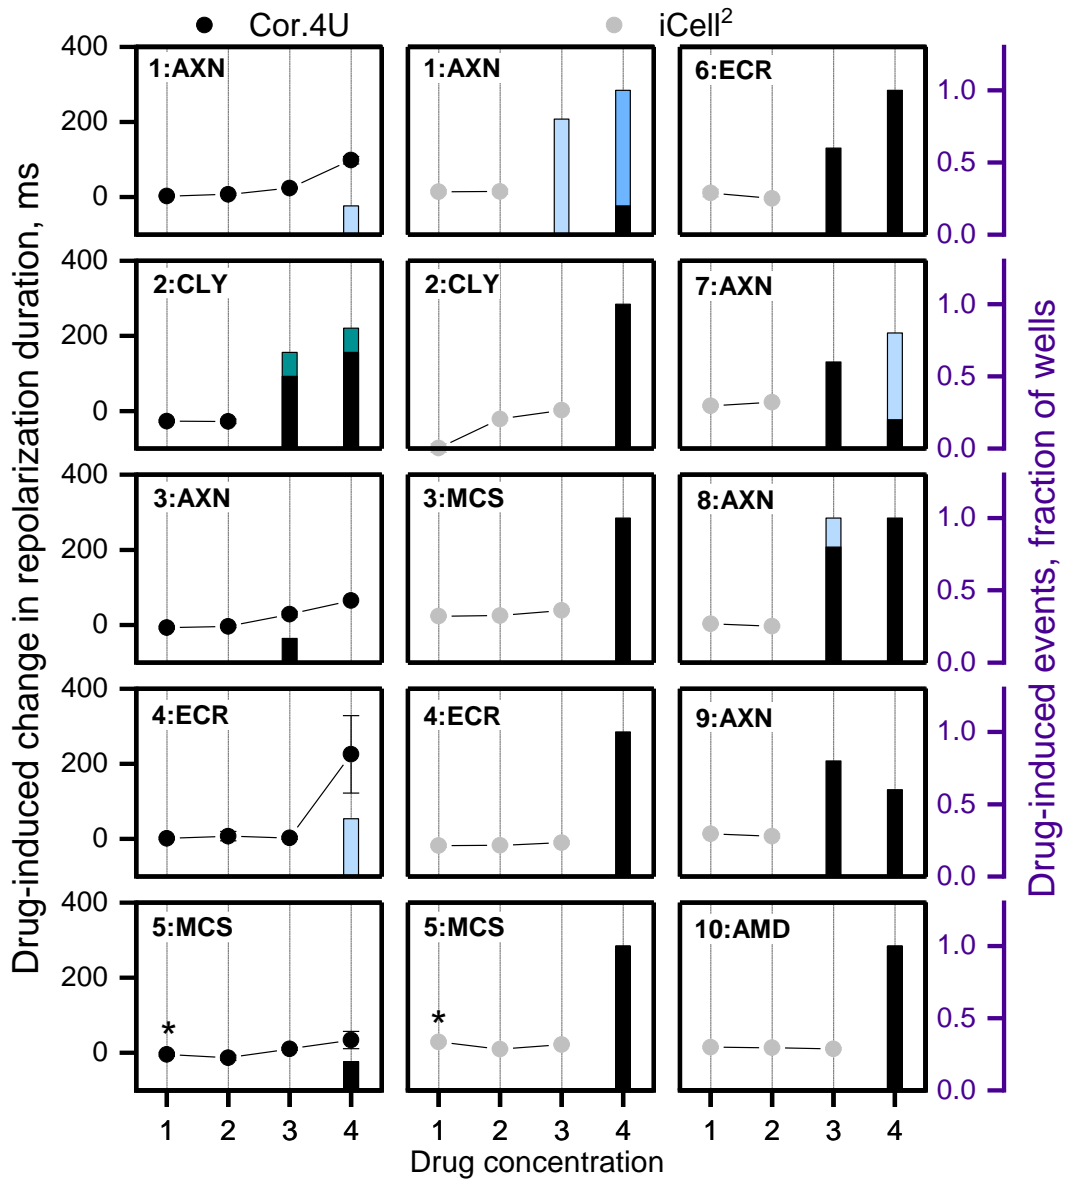 Cor.4U
iCell²
Drug-induced change in repolarization duration, ms
Drug-induced events, fraction of wells
400
200
0
1:AXN
1:AXN
6:ECR
1.0
0.5
0.0
400
200
0
2:CLY
2:CLY
7:AXN
1.0
0.5
0.0
400
200
0
3:AXN
3:MCS
8:AXN
1.0
0.5
0.0
400
200
0
4:ECR
4:ECR
9:AXN
1.0
0.5
0.0
400
200
0
5:MCS
*
5:MCS
*
10:AMD
1.0
0.5
0.0
1 2 3 4
1 2 3 4
1 2 3 4
Drug concentration